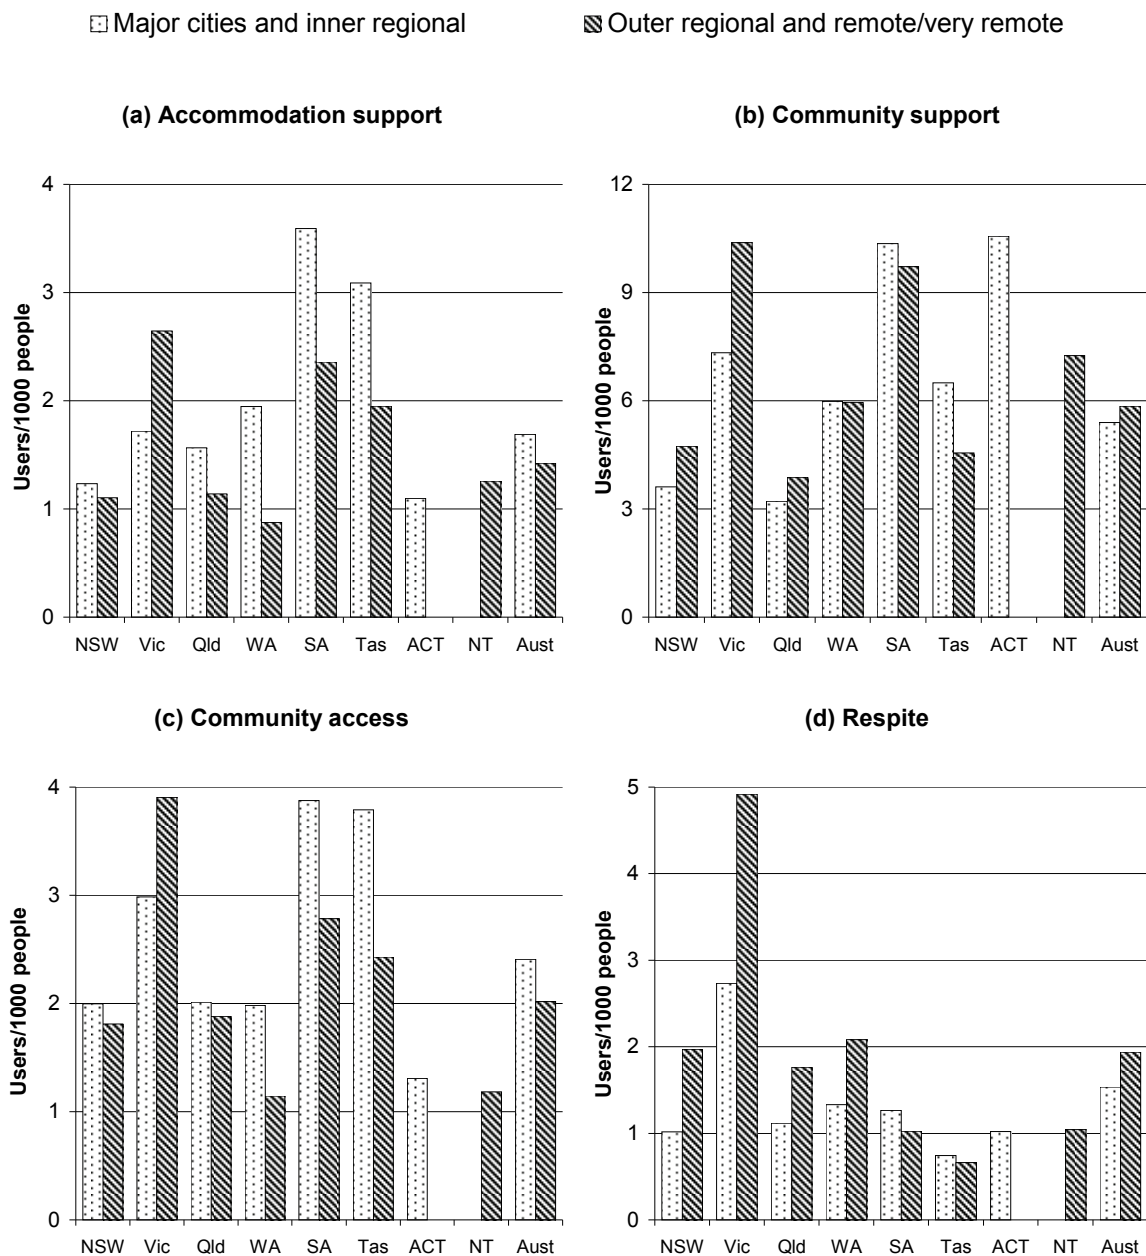 Major cities and inner regional Outer regional and remote/very remote
(a) Accommodation support
Users/1000 people
4
3
2
1
0
NSW Vic Qld WA SA Tas ACT NT Aust
(b) Community support
Users/1000 people
12
9
6
3
0
NSW Vic Qld WA SA Tas ACT NT Aust
(c) Community access
Users/1000 people
4
3
2
1
0
NSW Vic Qld WA SA Tas ACT NT Aust
(d) Respite
Users/1000 people
5
4
3
2
1
0
NSW Vic Qld WA SA Tas ACT NT Aust